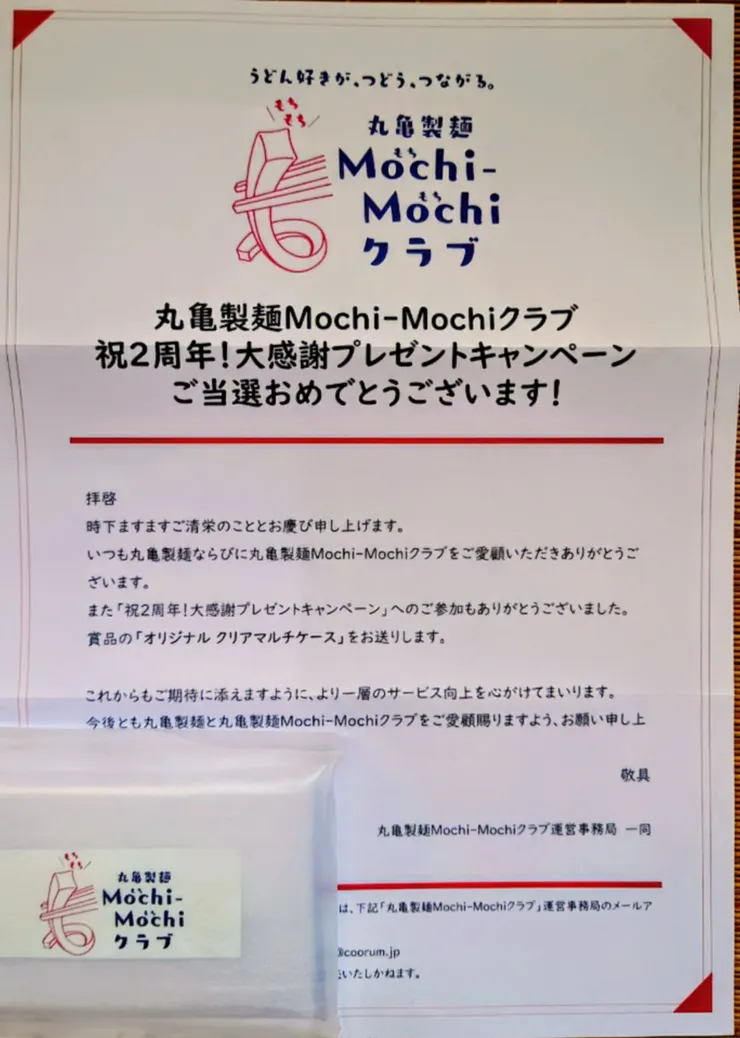 うどん好きが、つどう、つながる。
もち
もち
丸亀製麺
もち
Mochi-
もち
Mochi
クラブ
丸亀製麺Mochi-Mochiクラブ
祝2周年！大感謝プレゼントキャンペーン
ご当選おめでとうございます！
拝啓
時下ますますご清栄のこととお慶び申し上げます。
いつも丸亀製麺ならびに丸亀製麺Mochi-Mochiクラブをご愛顧いただきありがとうご
ざいます。
また「祝2周年！大感謝プレゼントキャンペーン」へのご参加もありがとうございました。
賞品の「オリジナル クリアマルチケース」をお送りします。
これからもご期待に添えますように、より一層のサービス向上を心がけてまいります。
今後とも丸亀製麺と丸亀製麺Mochi-Mochiクラブをご愛顧賜りますよう、お願い申し上
敬具
丸亀製麺Mochi-Mochiクラブ運営事務局 一同
は、下記「丸亀製麺Mochi-Mochiクラブ」運営事務局のメールア
@coorum.jp
いたしかねます。
もち
もち
丸亀製麺
Mochi-
Mochi
クラブ